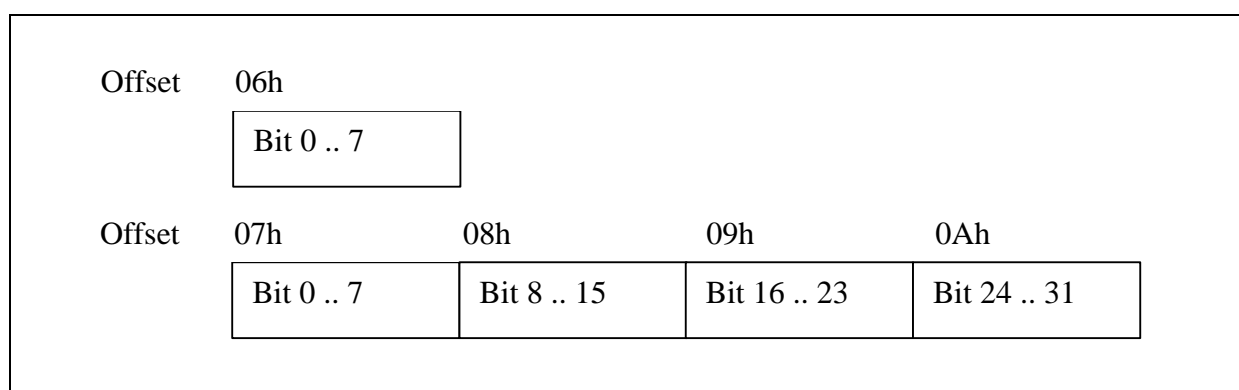 Offset 06h
Bit 0 .. 7
Offset 07h 08h 09h 0Ah
Bit 0 .. 7 Bit 8 .. 15 Bit 16 .. 23 Bit 24 .. 31